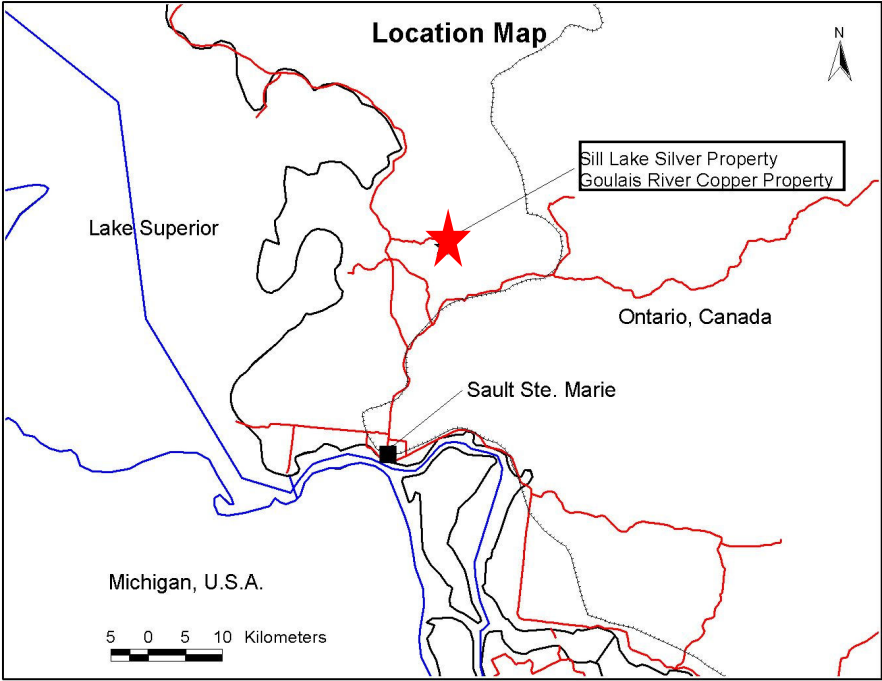 Location Map
N
Sill Lake Silver Property
Goulais River Copper Property
Lake Superior
Ontario, Canada
Sault Ste. Marie
Michigan, U.S.A.
5 0 5 10 Kilometers